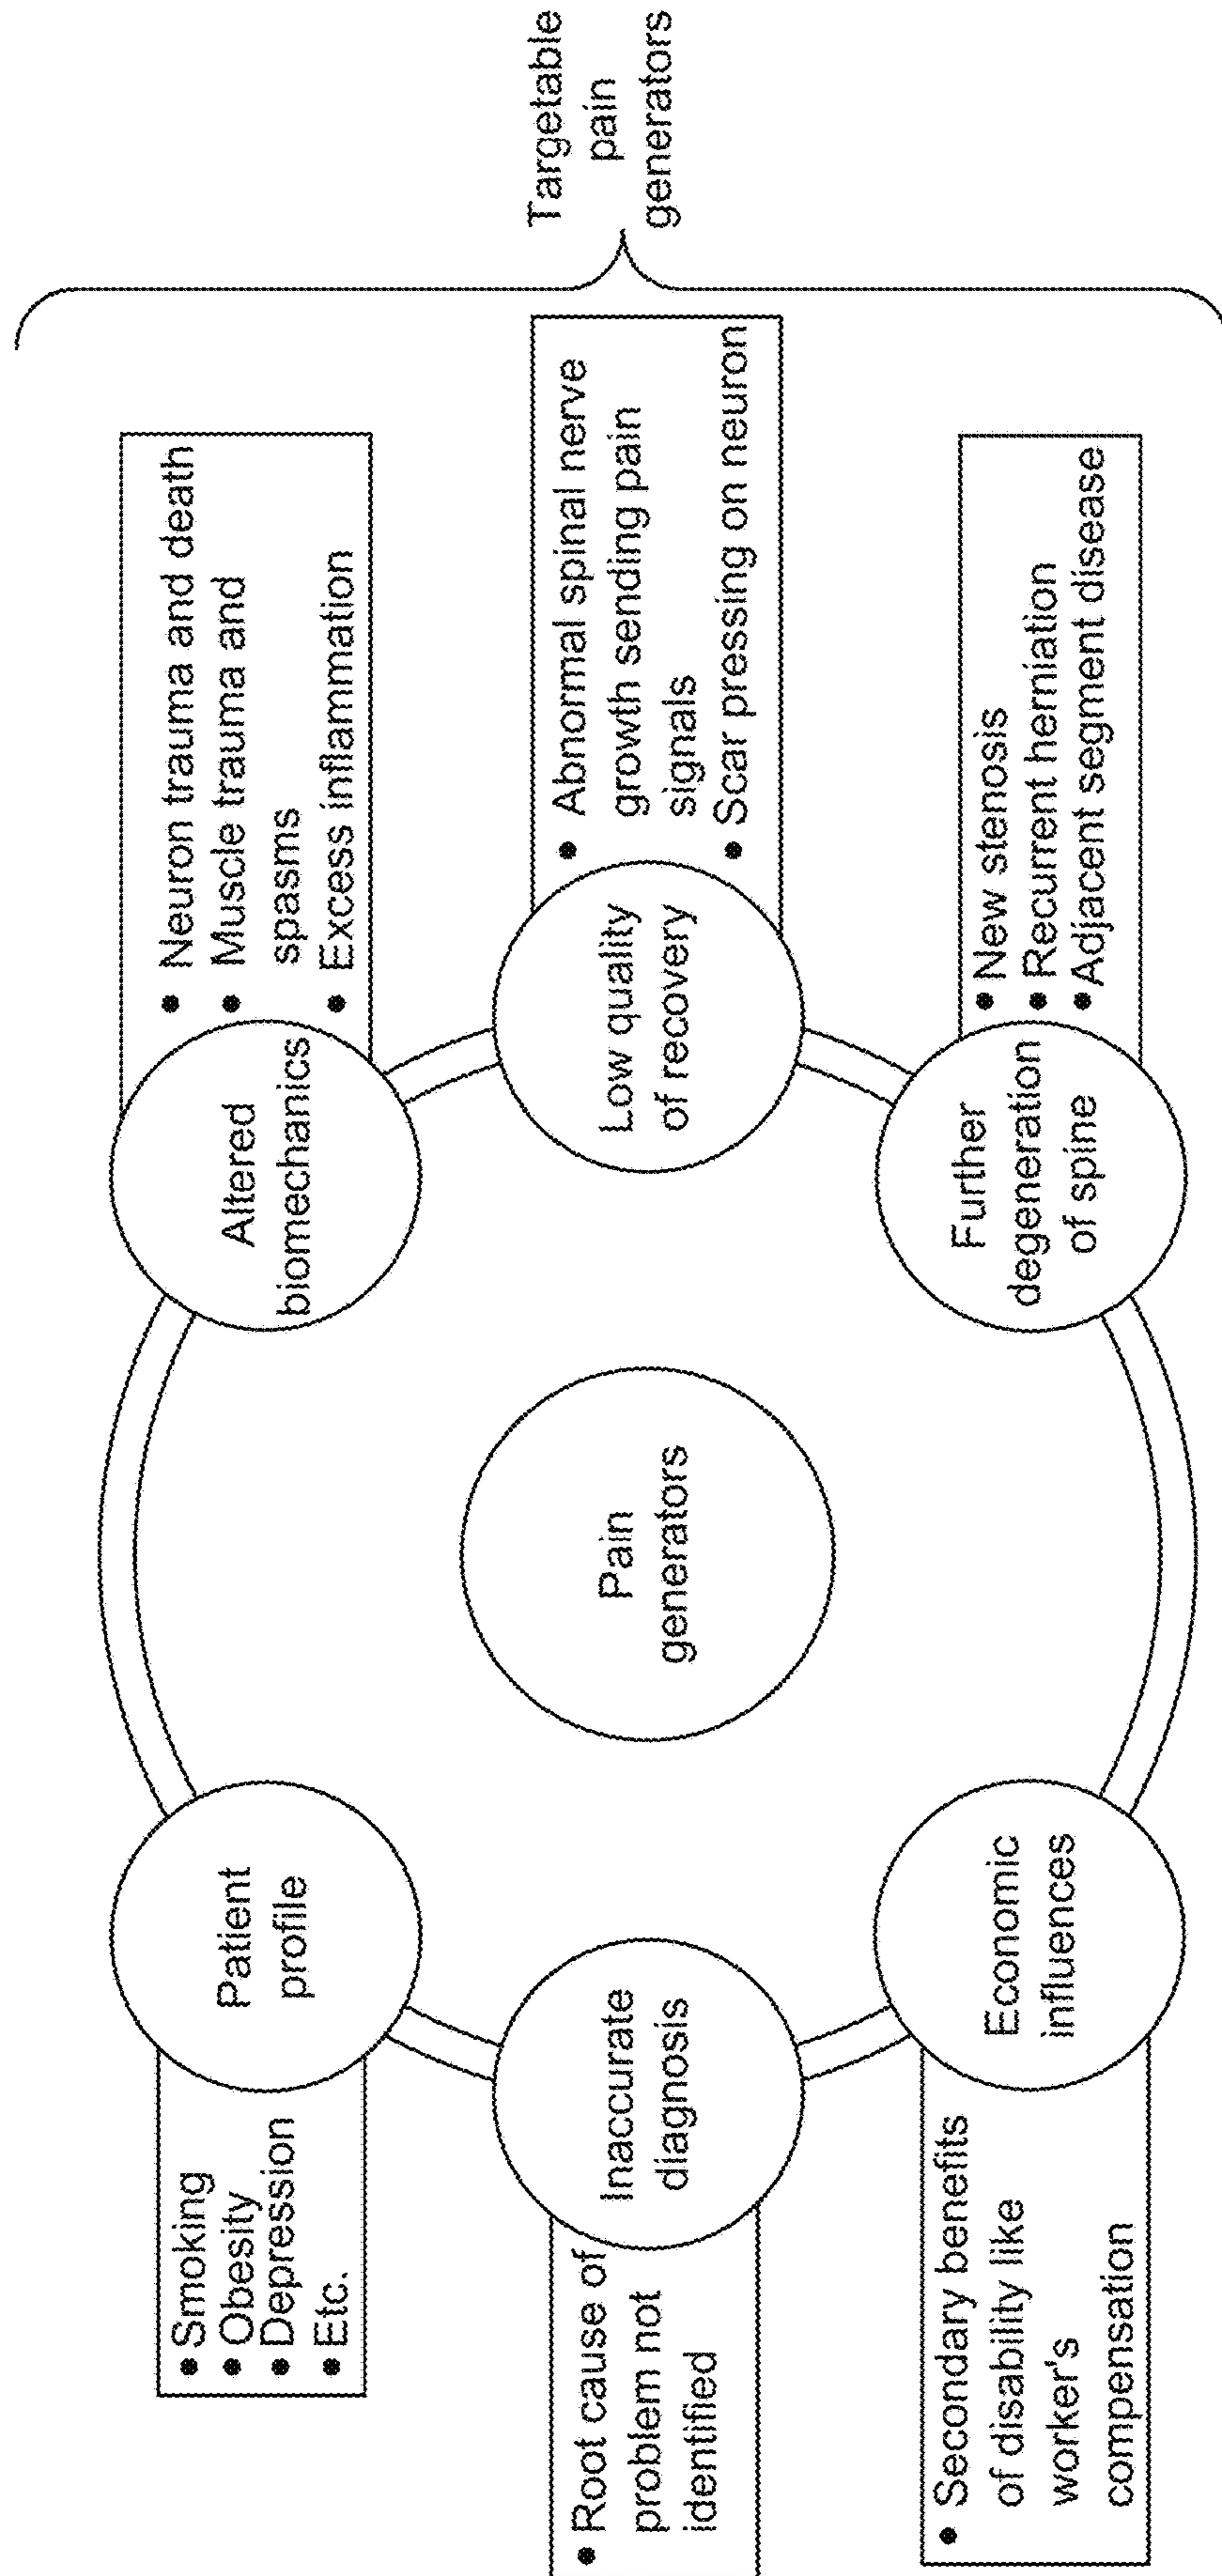 Patient
profile
• Smoking
• Obesity
• Depression
• Etc.
Inaccurate
diagnosis
• Root cause of
problem not
identified
Economic
influences
• Secondary benefits
of disability like
worker's
compensation
Pain
generators
Altered
biomechanics
• Neuron trauma and death
• Muscle trauma and
spasms
• Excess inflammation
Low quality
of recovery
• Abnormal spinal nerve
growth sending pain
signals
• Scar pressing on neuron
Further
degeneration
of spine
• New stenosis
• Recurrent herniation
• Adjacent segment disease
Targetable
pain
generators